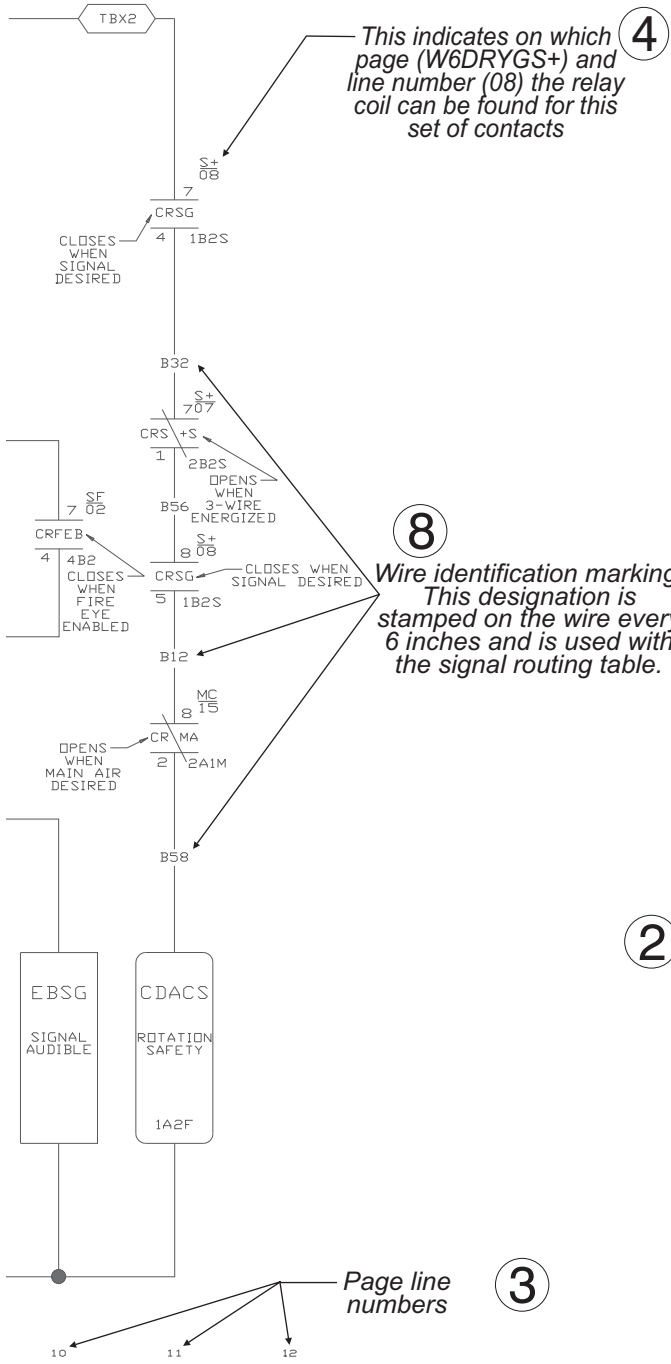 TBX2
This indicates on which
page (W6DRYGS+) and
line number (08) the relay
coil can be found for this
set of contacts
4
S+
08
7
CRSG
4 1B2S
CLOSES
WHEN
SIGNAL
DESIRED
B32
S+
07
7
CRS +S
1 2B2S
OPENS
WHEN
3-WIRE
ENERGIZED
B56
SF
02
7
CRFEB
4 4B2
CLOSES
WHEN
FIRE
EYE
ENABLED
S+
08
8
CRSG
5 1B2S
CLOSES WHEN
SIGNAL DESIRED
8
Wire identification marking
This designation is
stamped on the wire every
6 inches and is used with
the signal routing table.
B12
MC
15
8
CR MA
2 2A1M
OPENS
WHEN
MAIN AIR
DESIRED
B58
2
EBSG
SIGNAL
AUDIBLE
CDACS
ROTATION
SAFETY
1A2F
Page line
numbers
3
10 11 12